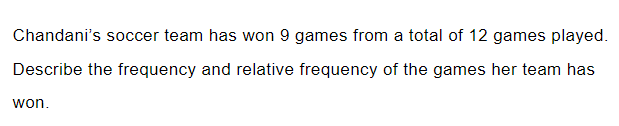 Chandani’s soccer team has won 9 games from a total of 12 games played.
Describe the frequency and relative frequency of the games her team has
won.